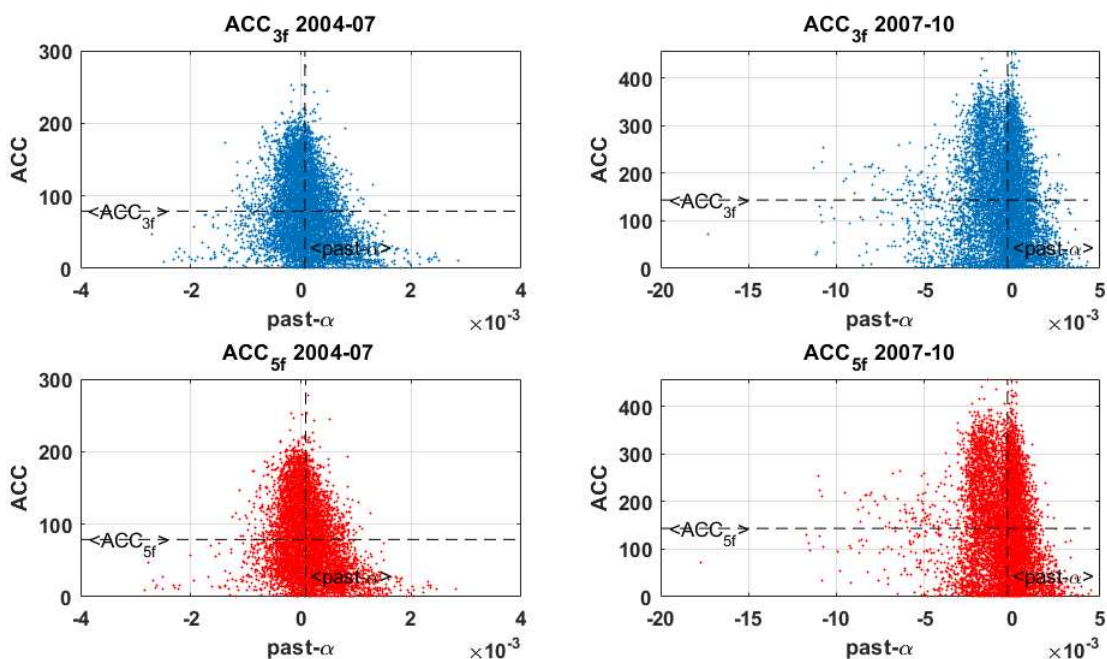 ACC3f 2004-07
300
200
100
0
ACC
<ACC3f>
<past-α>
-4
-2
0
2
4
past-α
×10-3
ACC3f 2007-10
400
300
200
100
0
ACC
<ACC3f>
<past-α>
-20
-15
-10
-5
0
5
past-α
×10-3
ACC5f 2004-07
300
200
100
0
ACC
<ACC5f>
<past-α>
-4
-2
0
2
4
past-α
×10-3
ACC5f 2007-10
400
300
200
100
0
ACC
<ACC5f>
<past-α>
-20
-15
-10
-5
0
5
past-α
×10-3